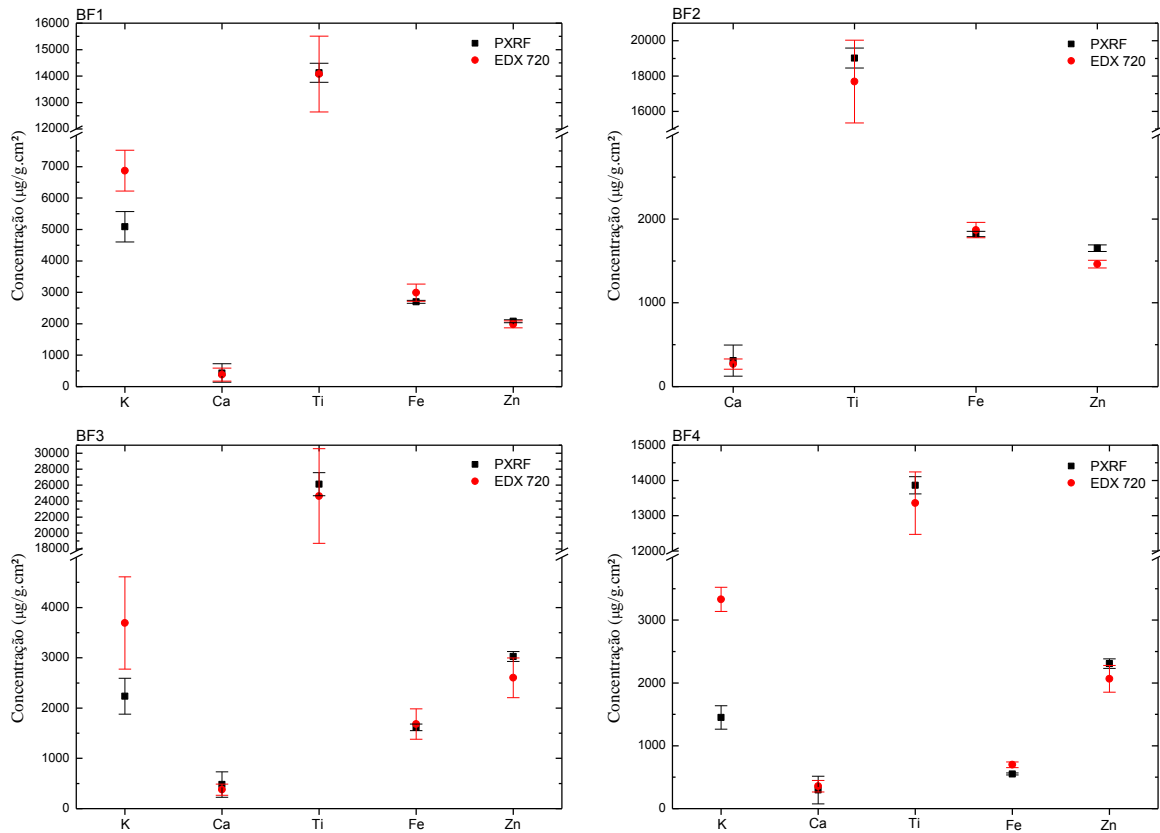 BF1
PXRF
EDX 720
Concentração (µg/g.cm²)
16000
15000
14000
13000
12000
7000
6000
5000
4000
3000
2000
1000
0
K Ca Ti Fe Zn
BF2
PXRF
EDX 720
Concentração (µg/g.cm²)
20000
18000
16000
2000
1000
0
Ca Ti Fe Zn
BF3
PXRF
EDX 720
Concentração (µg/g.cm²)
30000
28000
26000
24000
22000
20000
18000
4000
3000
2000
1000
0
K Ca Ti Fe Zn
BF4
PXRF
EDX 720
Concentração (µg/g.cm²)
15000
14000
13000
12000
3000
2000
1000
0
K Ca Ti Fe Zn